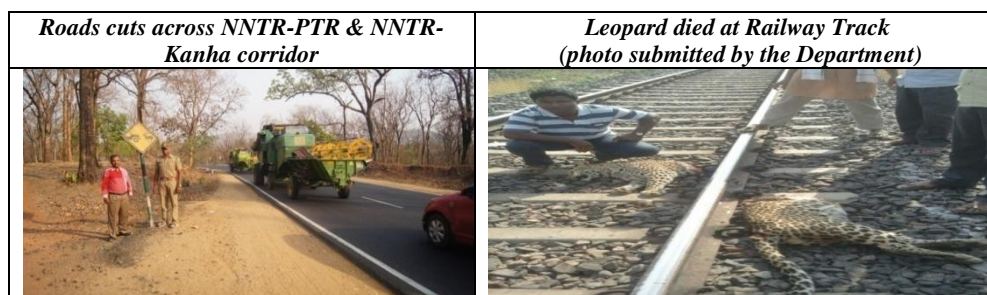 Roads cuts across NNTR-PTR & NNTR-
Kanha corridor
Leopard died at Railway Track
(photo submitted by the Department)